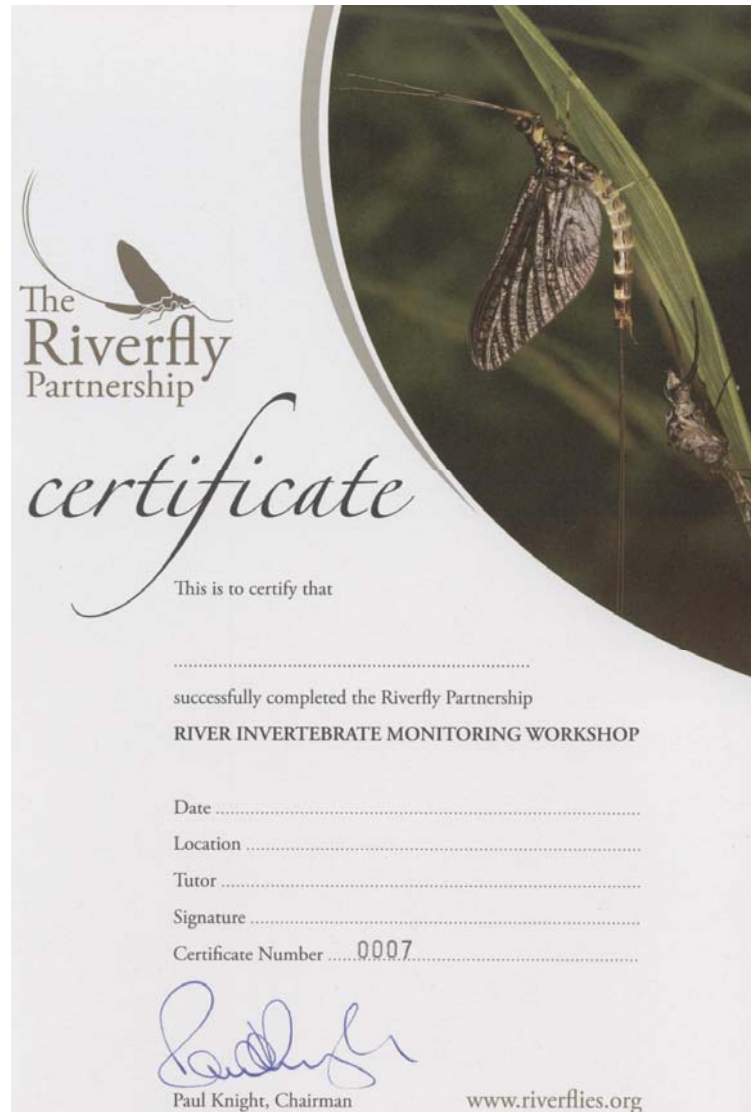 The
Riverfly
Partnership
certificate
This is to certify that
................................................................................
successfully completed the Riverfly Partnership
RIVER INVERTEBRATE MONITORING WORKSHOP
Date ................................................................................
Location ................................................................................
Tutor ................................................................................
Signature ................................................................................
Certificate Number .....0007................................................................................
Paul Knight, Chairman
www.riverflies.org